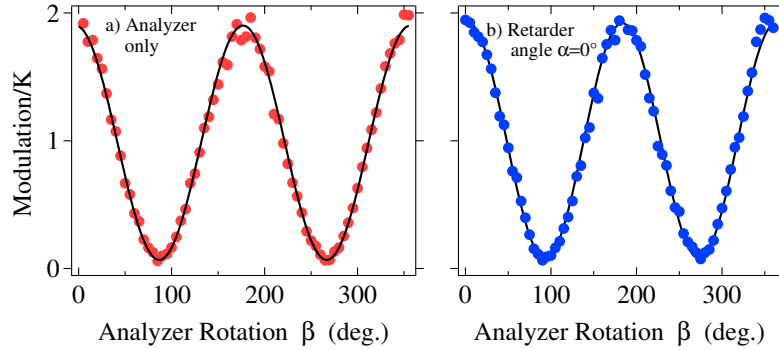 2
1
0
Modulation/K
a) Analyzer
only
0
100
200
300
Analyzer Rotation β (deg.)
b) Retarder
angle α=0°
0
100
200
300
Analyzer Rotation β (deg.)